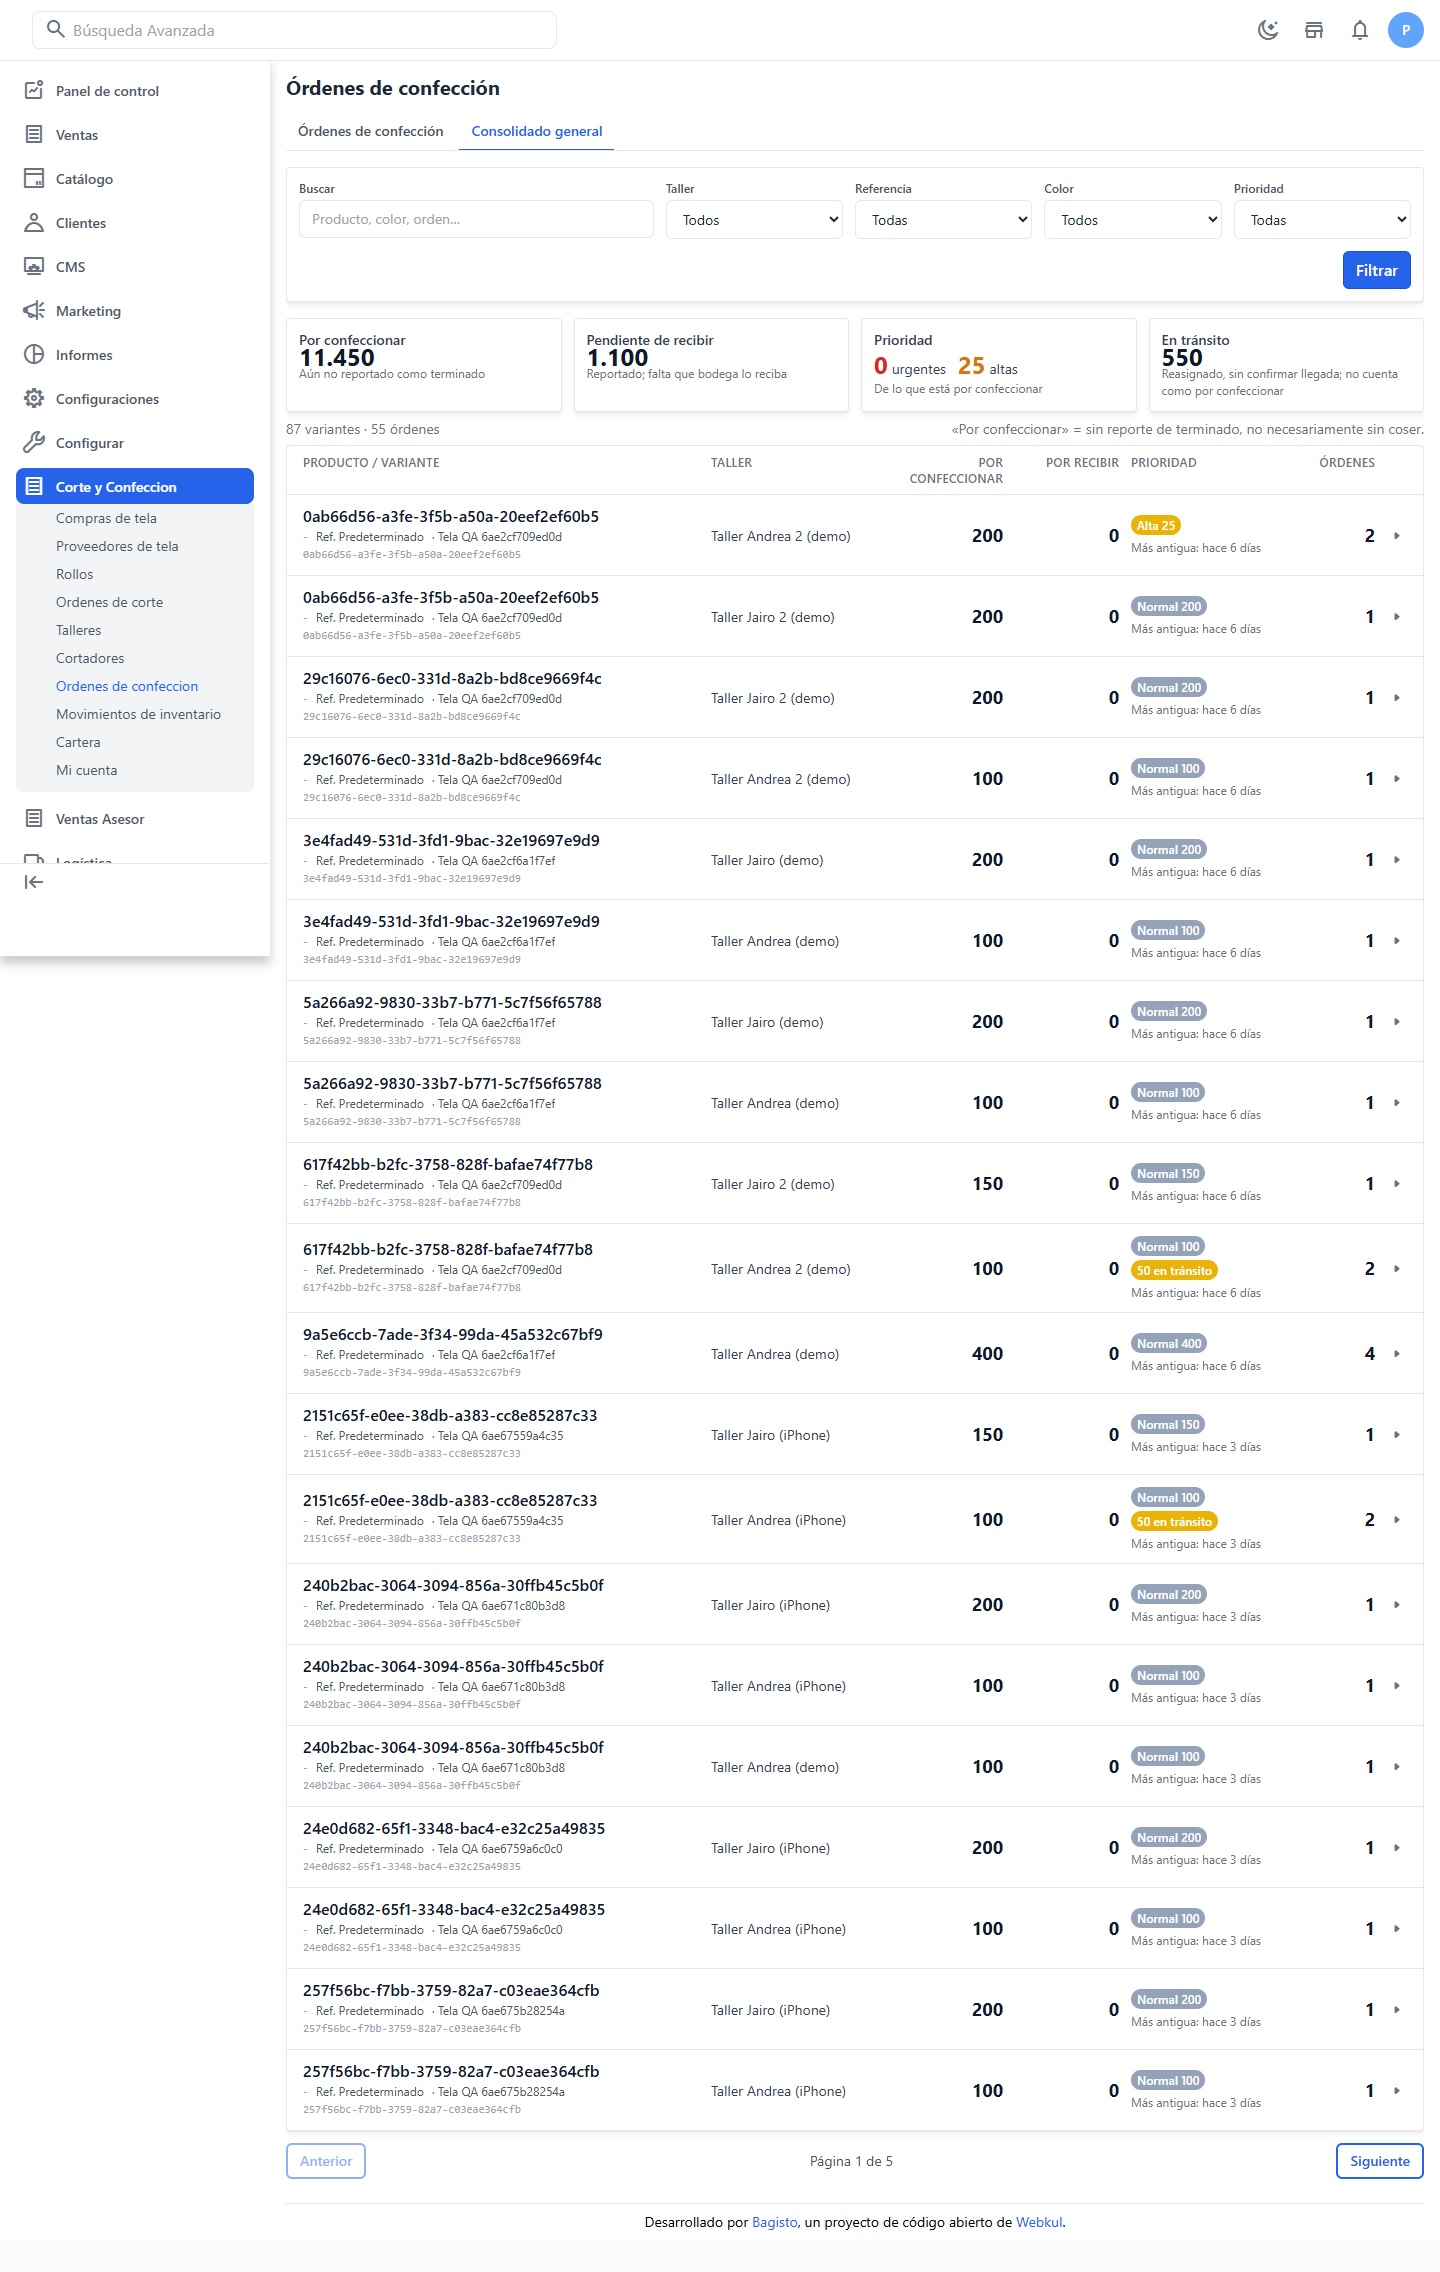 Búsqueda Avanzada
P
Panel de control
Ventas
Catálogo
Clientes
CMS
Marketing
Informes
Configuraciones
Configurar
Corte y Confeccion
Compras de tela
Proveedores de tela
Rollos
Ordenes de corte
Talleres
Cortadores
Ordenes de confeccion
Movimientos de inventario
Cartera
Mi cuenta
Ventas Asesor
Logística
Órdenes de confección
Órdenes de confección Consolidado general
Buscar Taller Referencia Color Prioridad
Producto, color, orden... Todos Todas Todos Todas
Filtrar
Por confeccionar
11.450
Aún no reportado como terminado
Pendiente de recibir
1.100
Reportado; falta que bodega lo reciba
Prioridad
0 urgentes 25 altas
De lo que está por confeccionar
En tránsito
550
Reasignado, sin confirmar llegada; no cuenta
como por confeccionar
87 variantes · 55 órdenes
«Por confeccionar» = sin reporte de terminado, no necesariamente sin coser.
PRODUCTO / VARIANTE TALLER POR CONFECCIONAR POR RECIBIR PRIORIDAD ÓRDENES
0ab66d56-a3fe-3f5b-a50a-20eef2ef60b5
- Ref. Predeterminado · Tela QA 6ae2cf709ed0d
0ab66d56-a3fe-3f5b-a50a-20eef2ef60b5
Taller Andrea 2 (demo) 200 0 Alta 25 2
Más antigua: hace 6 días
0ab66d56-a3fe-3f5b-a50a-20eef2ef60b5
- Ref. Predeterminado · Tela QA 6ae2cf709ed0d
0ab66d56-a3fe-3f5b-a50a-20eef2ef60b5
Taller Jairo 2 (demo) 200 0 Normal 200 1
Más antigua: hace 6 días
29c16076-6ec0-331d-8a2b-bd8ce9669f4c
- Ref. Predeterminado · Tela QA 6ae2cf709ed0d
29c16076-6ec0-331d-8a2b-bd8ce9669f4c
Taller Jairo 2 (demo) 200 0 Normal 200 1
Más antigua: hace 6 días
29c16076-6ec0-331d-8a2b-bd8ce9669f4c
- Ref. Predeterminado · Tela QA 6ae2cf709ed0d
29c16076-6ec0-331d-8a2b-bd8ce9669f4c
Taller Andrea 2 (demo) 100 0 Normal 100 1
Más antigua: hace 6 días
3e4fad49-531d-3fd1-9bac-32e19697e9d9
- Ref. Predeterminado · Tela QA 6ae2cf6a1f7ef
3e4fad49-531d-3fd1-9bac-32e19697e9d9
Taller Jairo (demo) 200 0 Normal 200 1
Más antigua: hace 6 días
3e4fad49-531d-3fd1-9bac-32e19697e9d9
- Ref. Predeterminado · Tela QA 6ae2cf6a1f7ef
3e4fad49-531d-3fd1-9bac-32e19697e9d9
Taller Andrea (demo) 100 0 Normal 100 1
Más antigua: hace 6 días
5a266a92-9830-33b7-b771-5c7f56f65788
- Ref. Predeterminado · Tela QA 6ae2cf6a1f7ef
5a266a92-9830-33b7-b771-5c7f56f65788
Taller Jairo (demo) 200 0 Normal 200 1
Más antigua: hace 6 días
5a266a92-9830-33b7-b771-5c7f56f65788
- Ref. Predeterminado · Tela QA 6ae2cf6a1f7ef
5a266a92-9830-33b7-b771-5c7f56f65788
Taller Andrea (demo) 100 0 Normal 100 1
Más antigua: hace 6 días
617f42bb-b2fc-3758-828f-bafae74f77b8
- Ref. Predeterminado · Tela QA 6ae2cf709ed0d
617f42bb-b2fc-3758-828f-bafae74f77b8
Taller Jairo 2 (demo) 150 0 Normal 150 1
Más antigua: hace 6 días
617f42bb-b2fc-3758-828f-bafae74f77b8
- Ref. Predeterminado · Tela QA 6ae2cf709ed0d
617f42bb-b2fc-3758-828f-bafae74f77b8
Taller Andrea 2 (demo) 100 0 Normal 100 2
50 en tránsito
Más antigua: hace 6 días
9a5e6ccb-7ade-3f34-99da-45a532c67bf9
- Ref. Predeterminado · Tela QA 6ae2cf6a1f7ef
9a5e6ccb-7ade-3f34-99da-45a532c67bf9
Taller Andrea (demo) 400 0 Normal 400 4
Más antigua: hace 6 días
2151c65f-e0ee-38db-a383-cc8e85287c33
- Ref. Predeterminado · Tela QA 6ae67559a4c35
2151c65f-e0ee-38db-a383-cc8e85287c33
Taller Jairo (iPhone) 150 0 Normal 150 1
Más antigua: hace 3 días
2151c65f-e0ee-38db-a383-cc8e85287c33
- Ref. Predeterminado · Tela QA 6ae67559a4c35
2151c65f-e0ee-38db-a383-cc8e85287c33
Taller Andrea (iPhone) 100 0 Normal 100 2
50 en tránsito
Más antigua: hace 3 días
240b2bac-3064-3094-856a-30ffb45c5b0f
- Ref. Predeterminado · Tela QA 6ae671c80b3d8
240b2bac-3064-3094-856a-30ffb45c5b0f
Taller Jairo (iPhone) 200 0 Normal 200 1
Más antigua: hace 3 días
240b2bac-3064-3094-856a-30ffb45c5b0f
- Ref. Predeterminado · Tela QA 6ae671c80b3d8
240b2bac-3064-3094-856a-30ffb45c5b0f
Taller Andrea (iPhone) 100 0 Normal 100 1
Más antigua: hace 3 días
240b2bac-3064-3094-856a-30ffb45c5b0f
- Ref. Predeterminado · Tela QA 6ae671c80b3d8
240b2bac-3064-3094-856a-30ffb45c5b0f
Taller Andrea (demo) 100 0 Normal 100 1
Más antigua: hace 3 días
24e0d682-65f1-3348-bac4-e32c25a49835
- Ref. Predeterminado · Tela QA 6ae6759a6c0c0
24e0d682-65f1-3348-bac4-e32c25a49835
Taller Jairo (iPhone) 200 0 Normal 200 1
Más antigua: hace 3 días
24e0d682-65f1-3348-bac4-e32c25a49835
- Ref. Predeterminado · Tela QA 6ae6759a6c0c0
24e0d682-65f1-3348-bac4-e32c25a49835
Taller Andrea (iPhone) 100 0 Normal 100 1
Más antigua: hace 3 días
257f56bc-f7bb-3759-82a7-c03eae364cfb
- Ref. Predeterminado · Tela QA 6ae675b28254a
257f56bc-f7bb-3759-82a7-c03eae364cfb
Taller Jairo (iPhone) 200 0 Normal 200 1
Más antigua: hace 3 días
257f56bc-f7bb-3759-82a7-c03eae364cfb
- Ref. Predeterminado · Tela QA 6ae675b28254a
257f56bc-f7bb-3759-82a7-c03eae364cfb
Taller Andrea (iPhone) 100 0 Normal 100 1
Más antigua: hace 3 días
Anterior Página 1 de 5 Siguiente
Desarrollado por Bagisto, un proyecto de código abierto de Webkul.